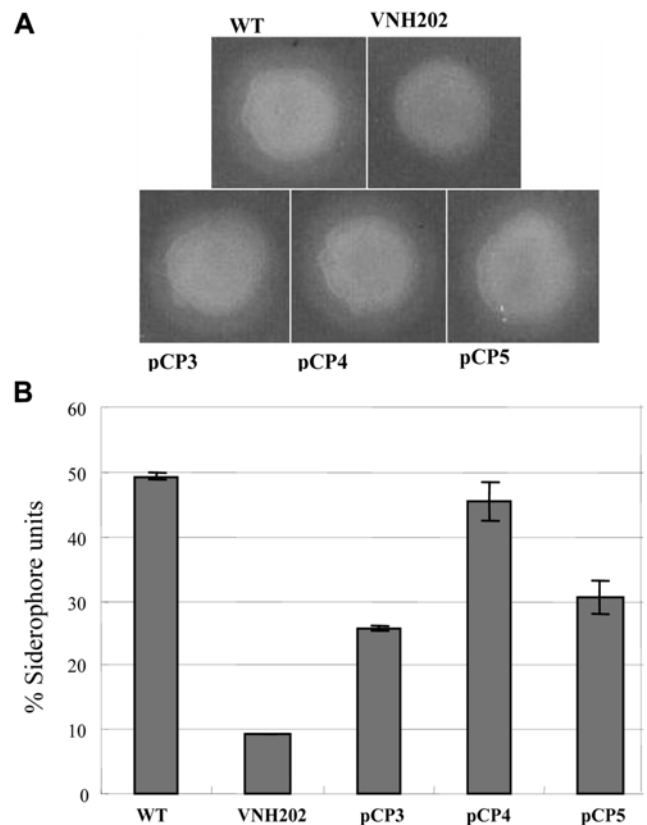 A
WT VNH202
pCP3 pCP4 pCP5
B
60
50
40
30
20
10
0
% Siderophore units
WT VNH202 pCP3 pCP4 pCP5